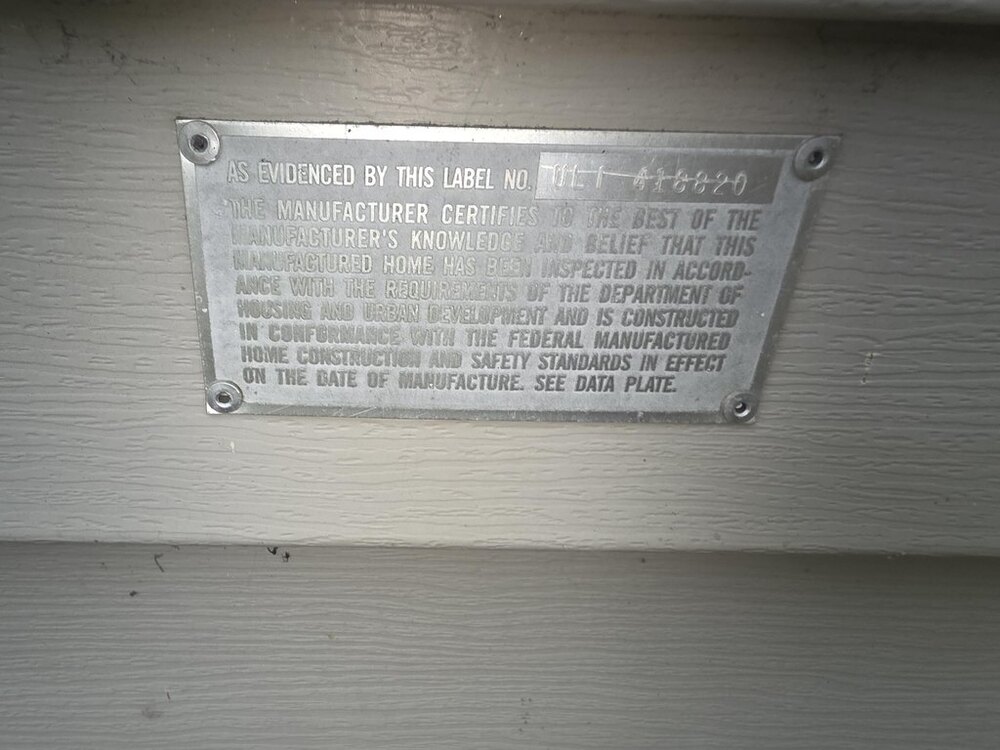 AS EVIDENCED BY THIS LABEL NO. ULI 418820
THE MANUFACTURER CERTIFIES TO THE BEST OF THE
MANUFACTURER'S KNOWLEDGE AND BELIEF THAT THIS
MANUFACTURED HOME HAS BEEN INSPECTED IN ACCORD-
ANCE WITH THE REQUIREMENTS OF THE DEPARTMENT OF
HOUSING AND URBAN DEVELOPMENT AND IS CONSTRUCTED
IN CONFORMANCE WITH THE FEDERAL MANUFACTURED
HOME CONSTRUCTION AND SAFETY STANDARDS IN EFFECT
ON THE DATE OF MANUFACTURE. SEE DATA PLATE.